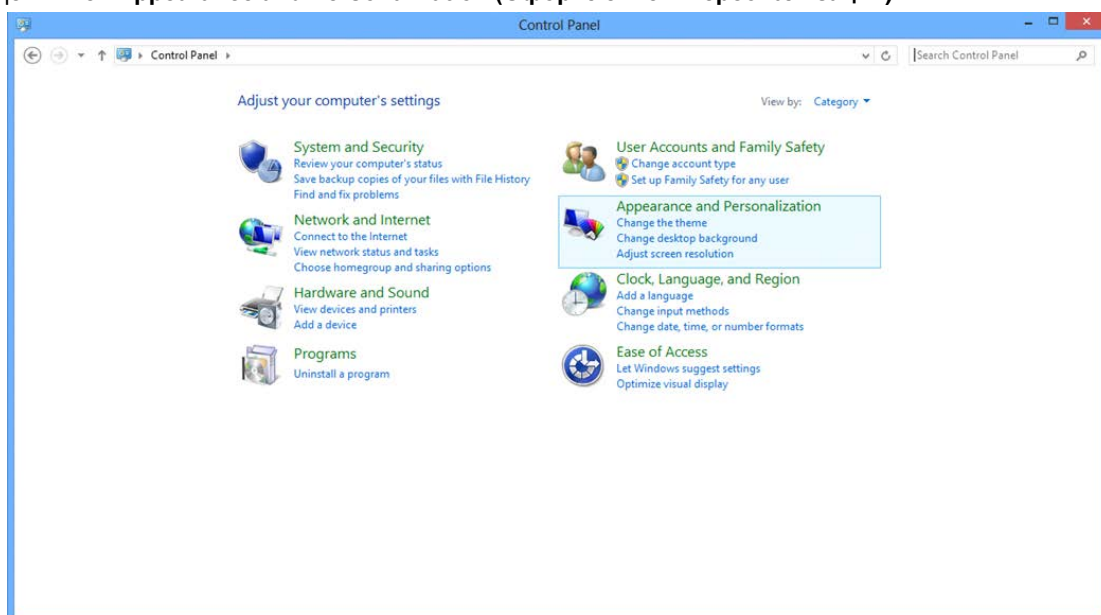 Control Panel
Control Panel
Search Control Panel
Adjust your computer's settings
View by: Category
System and Security
Review your computer's status
Save backup copies of your files with File History
Find and fix problems
Network and Internet
Connect to the Internet
View network status and tasks
Choose homegroup and sharing options
Hardware and Sound
View devices and printers
Add a device
Programs
Uninstall a program
User Accounts and Family Safety
Change account type
Set up Family Safety for any user
Appearance and Personalization
Change the theme
Change desktop background
Adjust screen resolution
Clock, Language, and Region
Add a language
Change input methods
Change date, time, or number formats
Ease of Access
Let Windows suggest settings
Optimize visual display